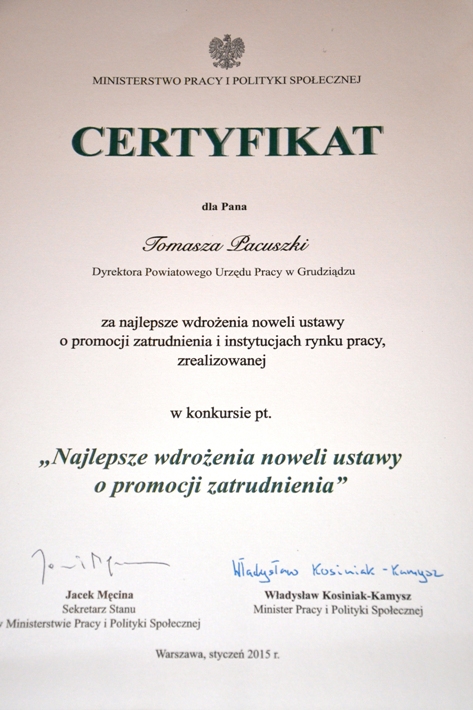 MINISTERSTWO PRACY I POLITYKI SPOŁECZNEJ
CERTYFIKAT
dla Pana
Tomasza Pacuszki
Dyrektora Powiatowego Urzędu Pracy w Grudziądzu
za najlepsze wdrożenia noweli ustawy
o promocji zatrudnienia i instytucjach rynku pracy,
zrealizowanej
w konkursie pt.
„Najlepsze wdrożenia noweli ustawy
o promocji zatrudnienia”
Władysław Kosiniak-Kamysz
Jacek Męcina
Sekretarz Stanu
w Ministerstwie Pracy i Polityki Społecznej
Władysław Kosiniak-Kamysz
Minister Pracy i Polityki Społecznej
Warszawa, styczeń 2015 r.